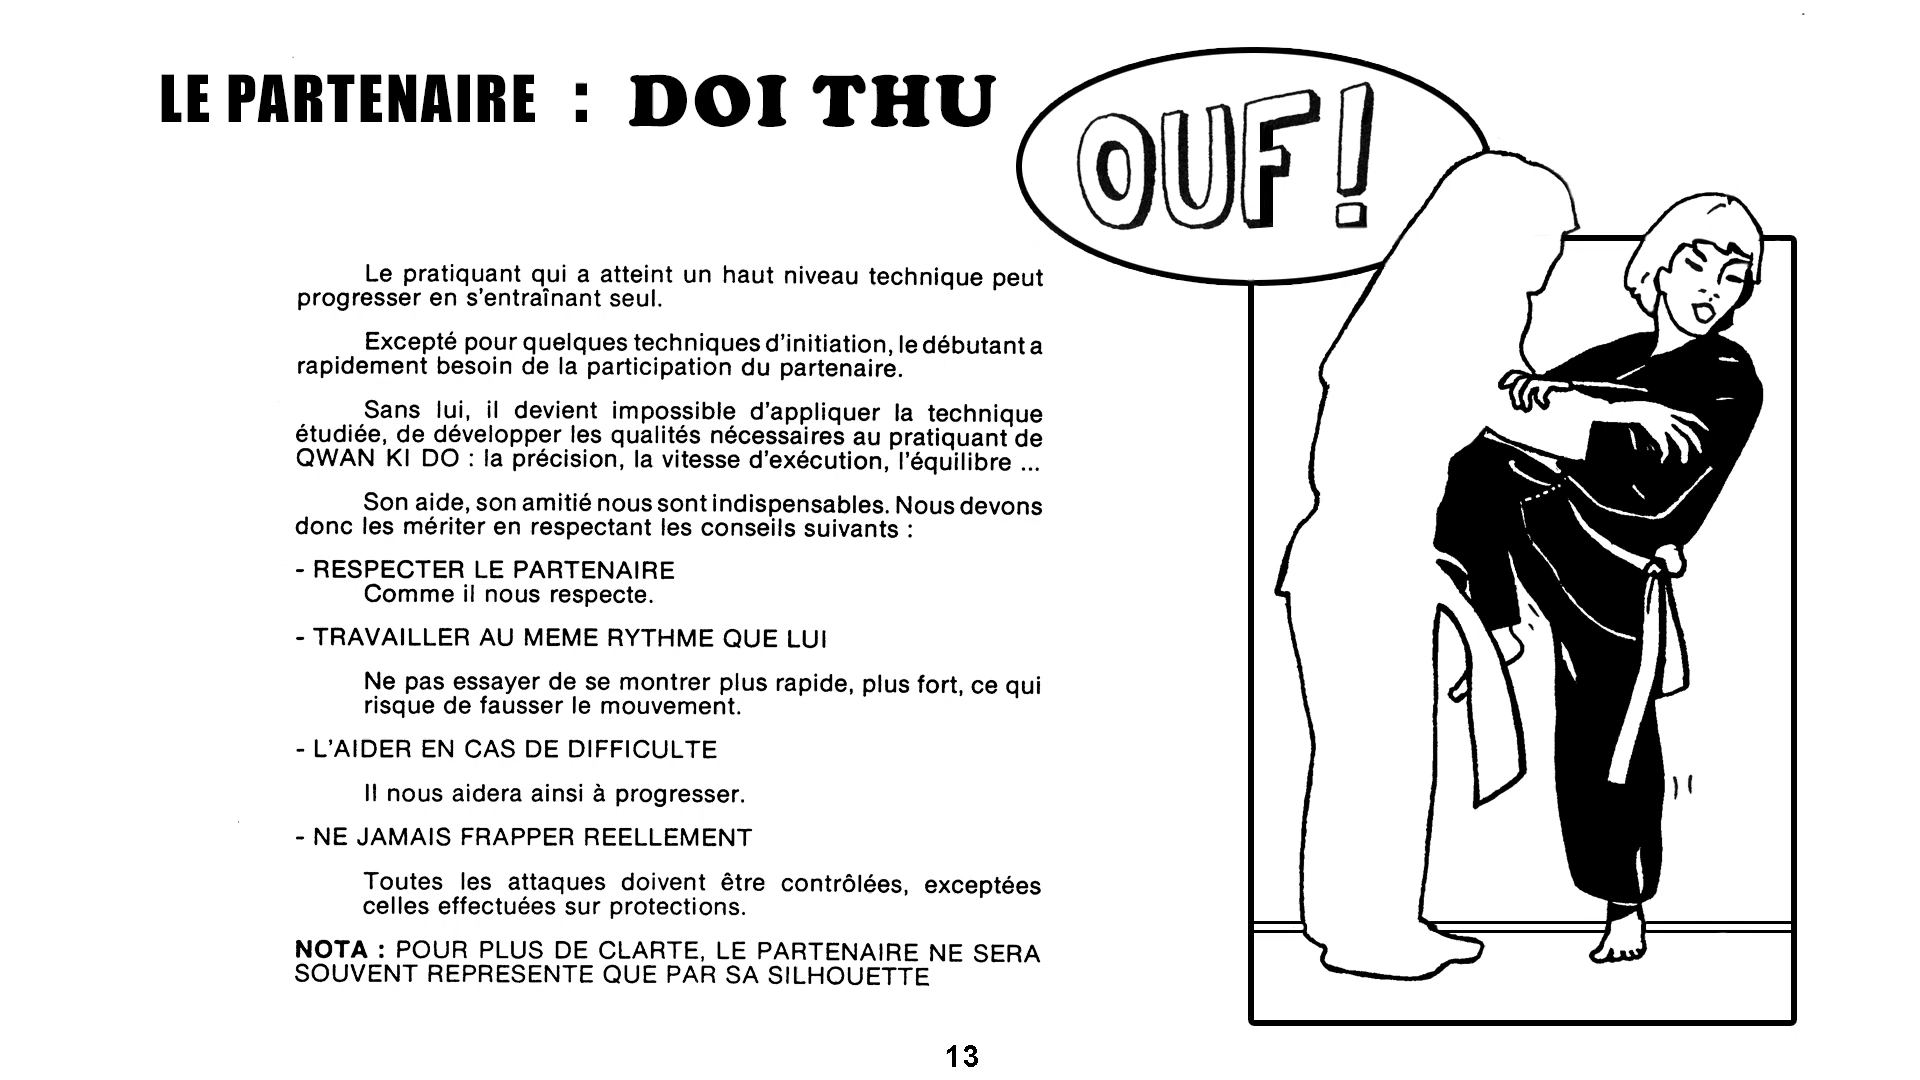 LE PARTENAIRE : DOI THU
OUF!
Le pratiquant qui a atteint un haut niveau technique peut
progresser en s'entraînant seul.
Excepté pour quelques techniques d'initiation, le débutant a
rapidement besoin de la participation du partenaire.
Sans lui, il devient impossible d'appliquer la technique
étudiée, de développer les qualités nécessaires au pratiquant de
QWAN KI DO : la précision, la vitesse d'exécution, l'équilibre ...
Son aide, son amitié nous sont indispensables. Nous devons
donc les mériter en respectant les conseils suivants :
- RESPECTER LE PARTENAIRE
Comme il nous respecte.
- TRAVAILLER AU MEME RYTHME QUE LUI
Ne pas essayer de se montrer plus rapide, plus fort, ce qui
risque de fausser le mouvement.
- L'AIDER EN CAS DE DIFFICULTE
Il nous aidera ainsi à progresser.
- NE JAMAIS FRAPPER REELLEMENT
Toutes les attaques doivent être contrôlées, exceptées
celles effectuées sur protections.
NOTA : POUR PLUS DE CLARTE, LE PARTENAIRE NE SERA
SOUVENT REPRESENTE QUE PAR SA SILHOUETTE
13